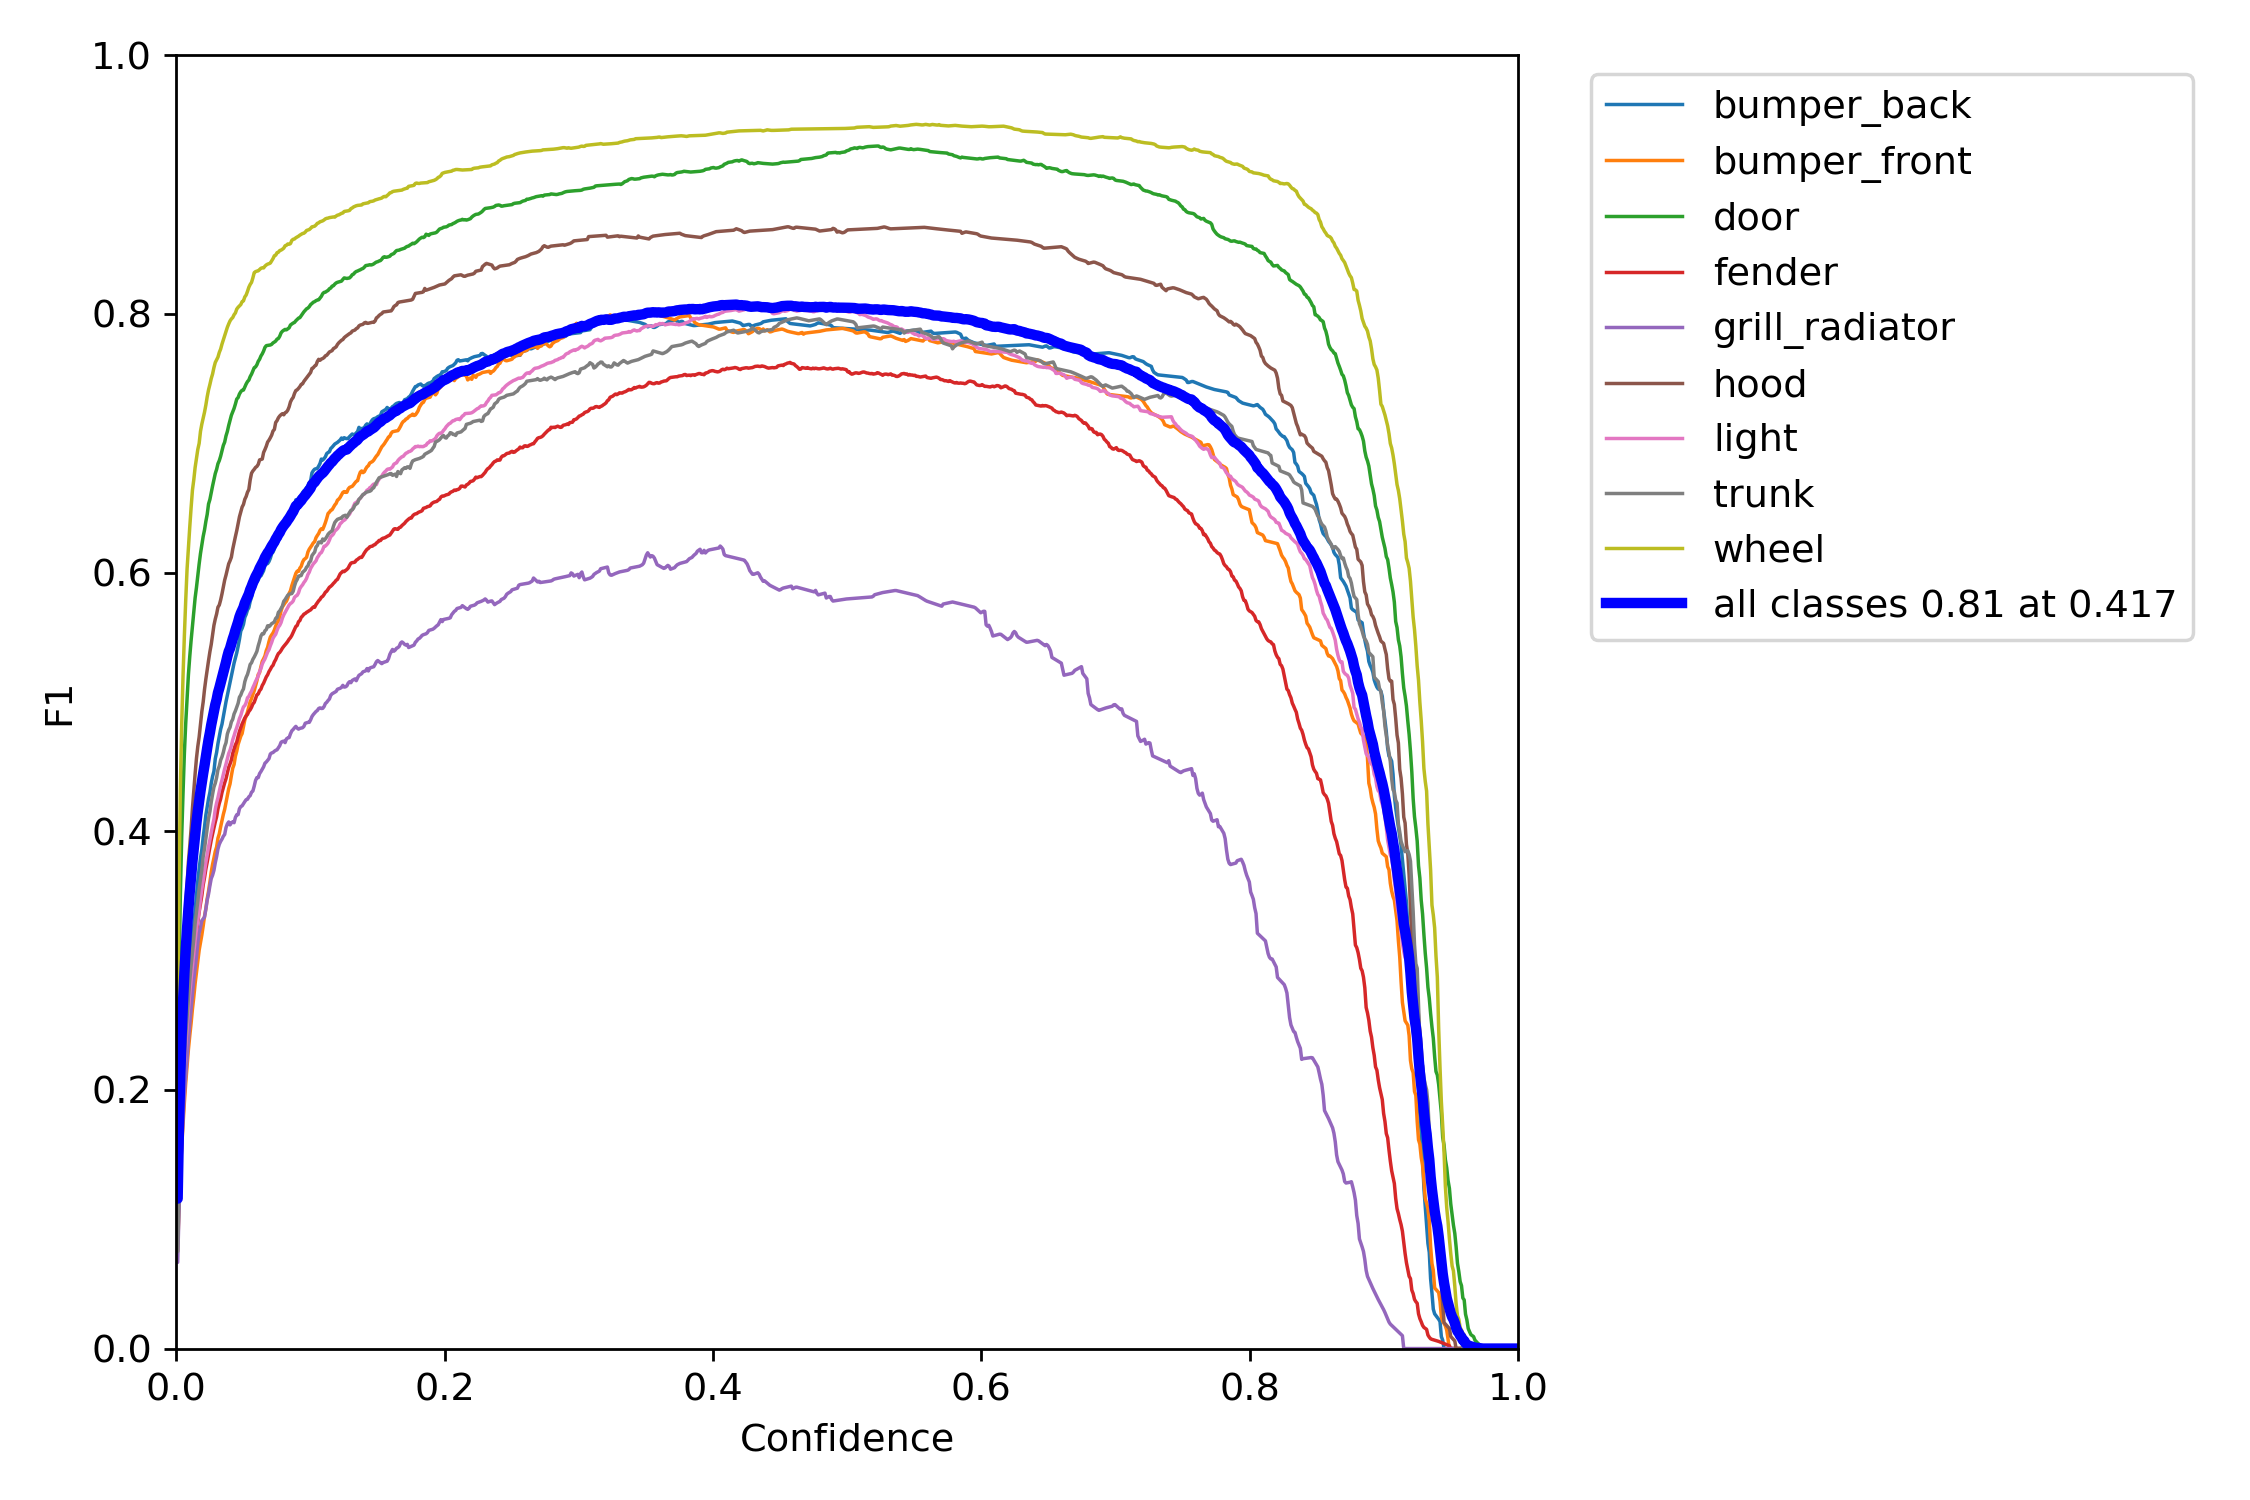 1.0
0.8
0.6
0.4
0.2
0.0
F1
0.0 0.2 0.4 0.6 0.8 1.0
Confidence
bumper_back
bumper_front
door
fender
grill_radiator
hood
light
trunk
wheel
all classes 0.81 at 0.417